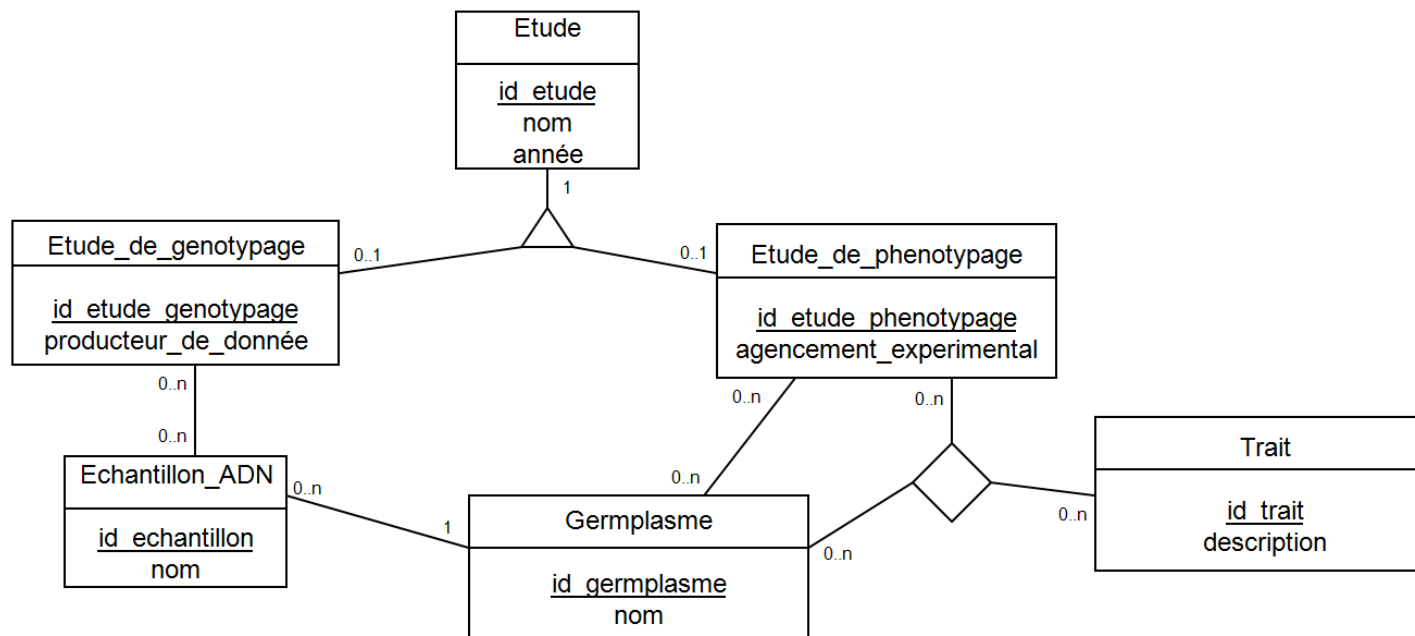 Etude
id_etude
nom
année
1
0..1
0..1
Etude_de_genotypage
id_etude_genotypage
producteur_de_donnée
Etude_de_phenotypage
id_etude_phenotypage
agencement_experimental
0..n
0..n
0..n
0..n
Echantillon_ADN
id_echantillon
nom
0..n
1
0..n
Germplasme
id_germplasme
nom
0..n
0..n
Trait
id_trait
description